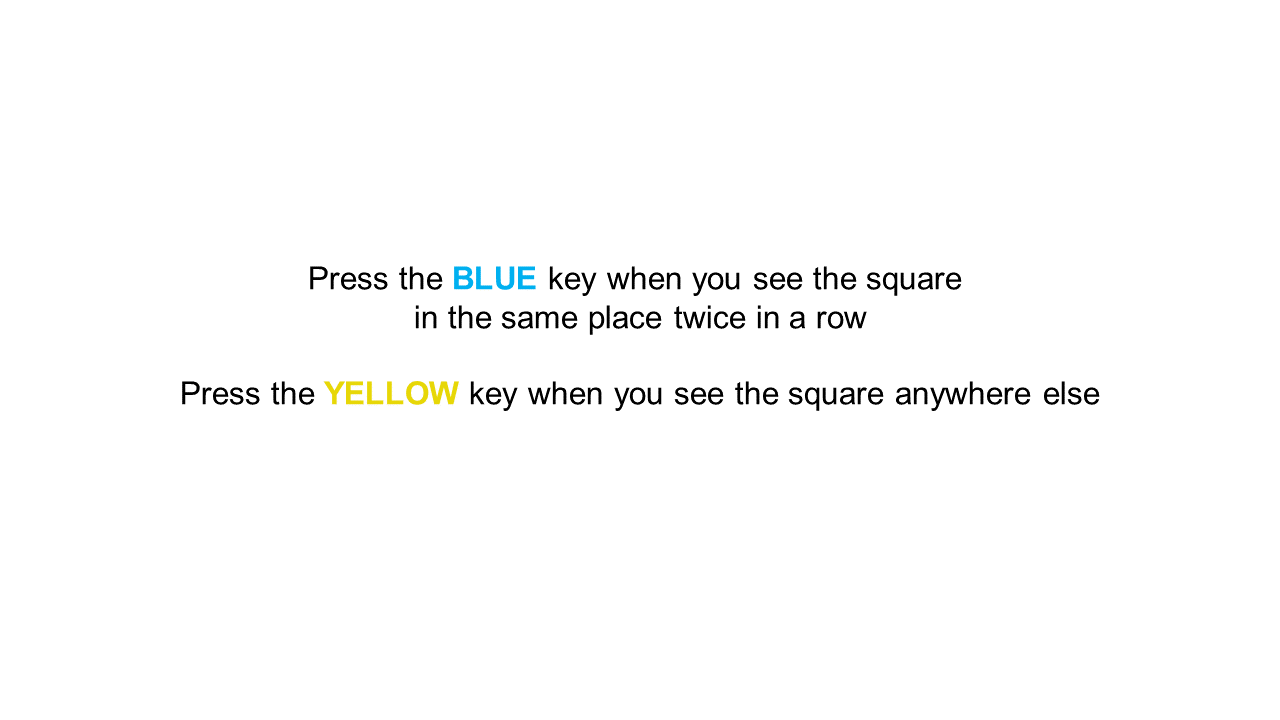 Press the BLUE key when you see the square
in the same place twice in a row
Press the YELLOW key when you see the square anywhere else